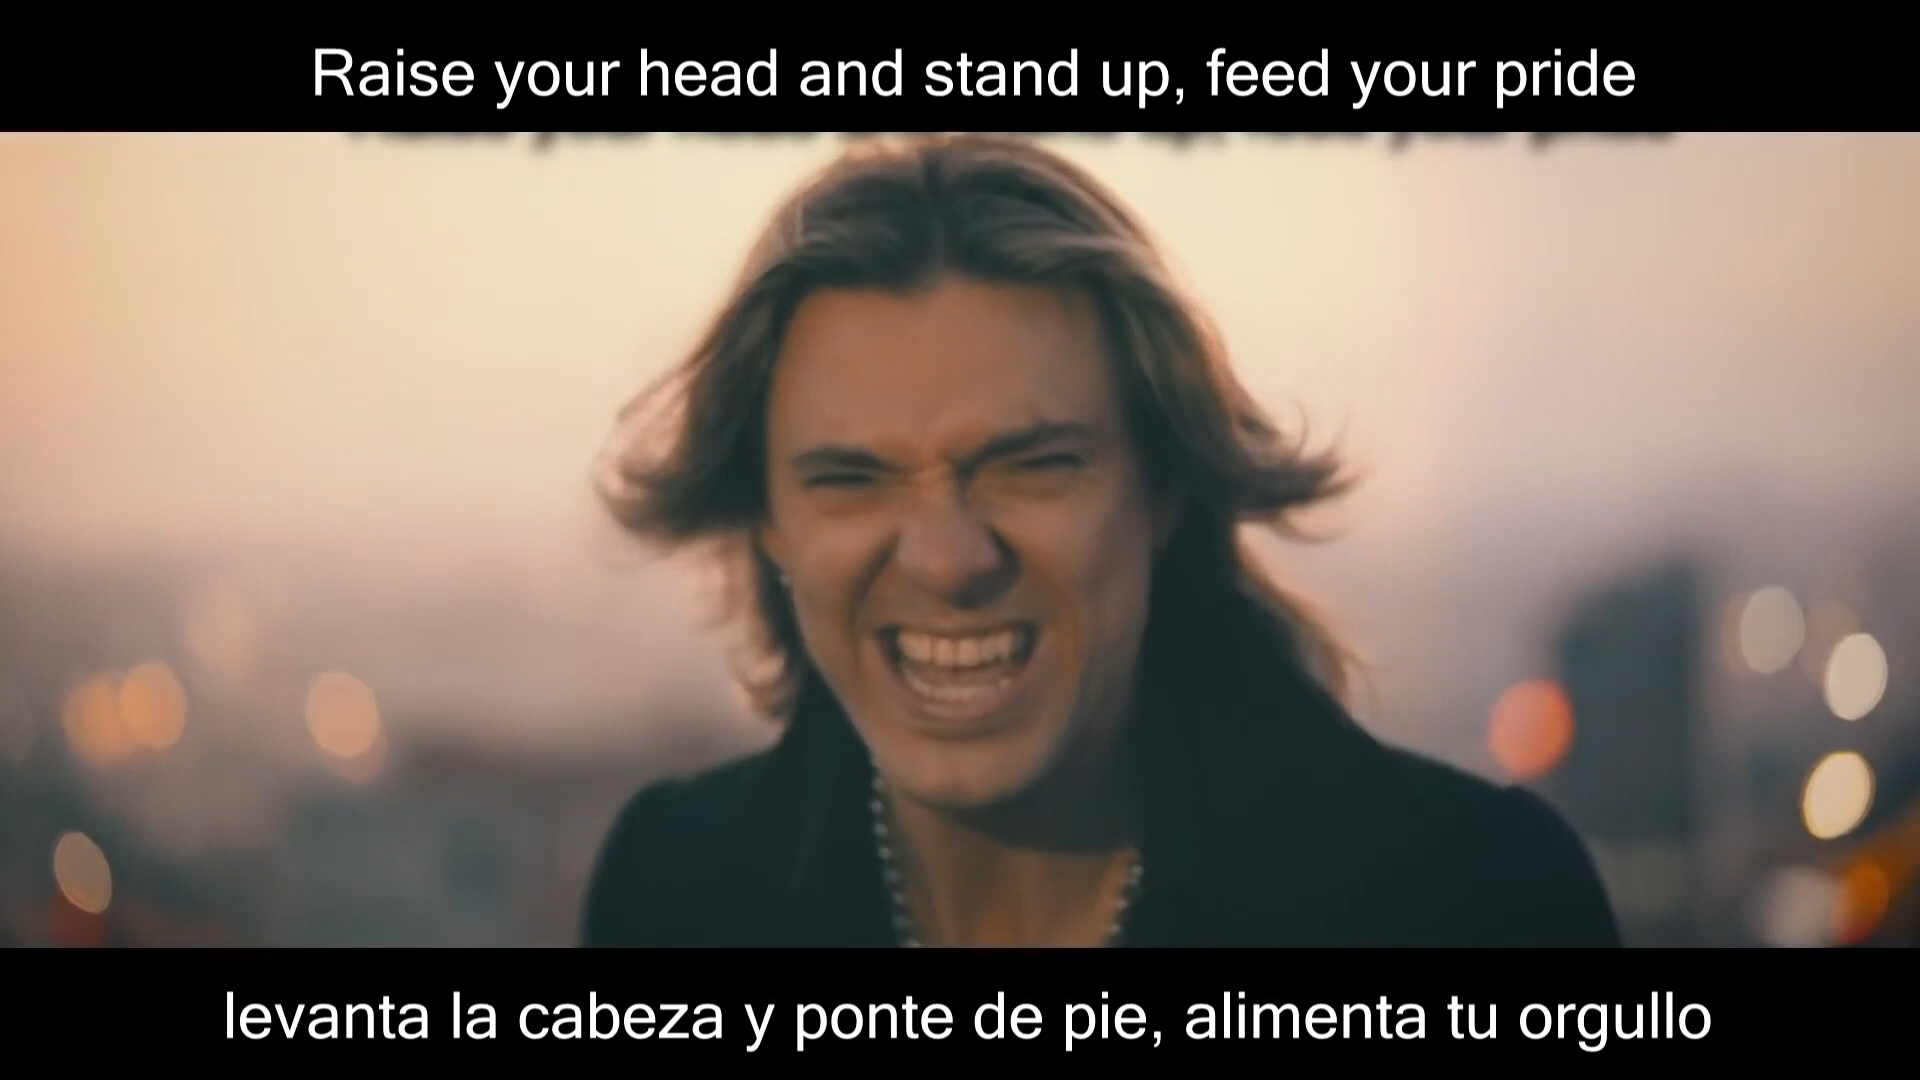 Raise your head and stand up, feed your pride
levanta la cabeza y ponte de pie, alimenta tu orgullo